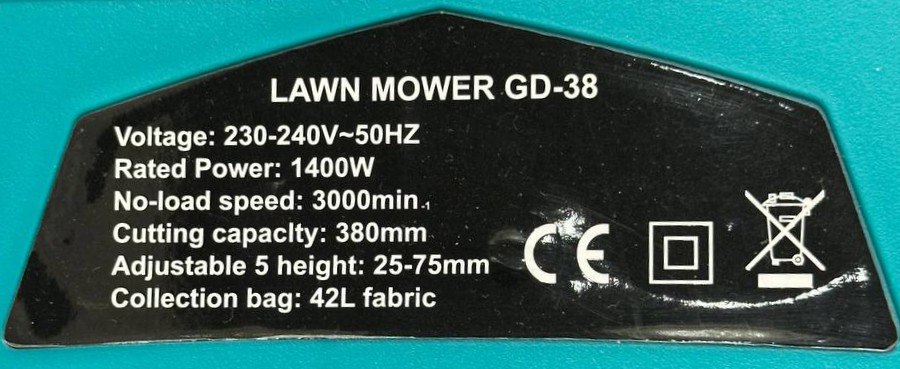 LAWN MOWER GD-38
Voltage: 230-240V~50HZ
Rated Power: 1400W
No-load speed: 3000min-1
Cutting capaclty: 380mm
Adjustable 5 height: 25-75mm
Collection bag: 42L fabric
CE